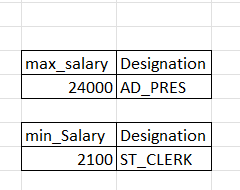 max_salary Designation
24000 AD_PRES
min_Salary Designation
2100 ST_CLERK